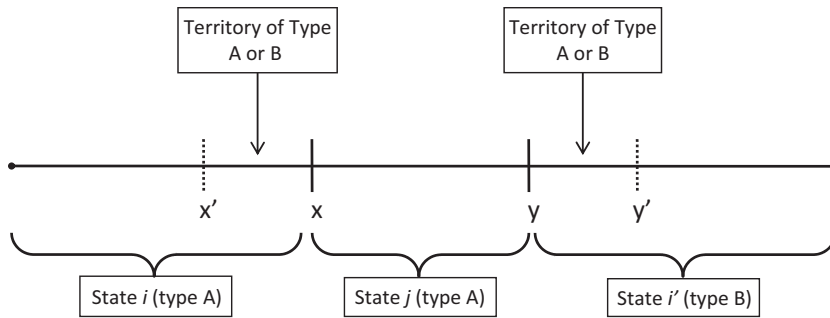 Territory of Type
A or B
Territory of Type
A or B
x’
x
y
y’
State i (type A)
State j (type A)
State i’ (type B)